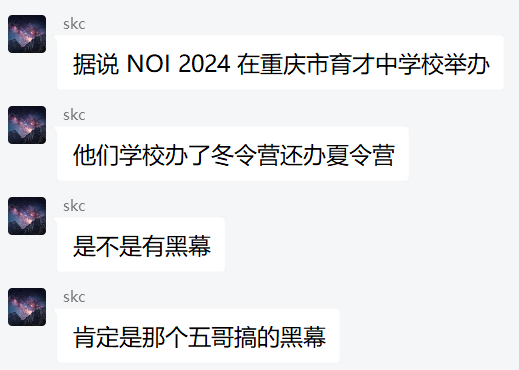 skc
据说 NOI 2024 在重庆市育才中学校举办
skc
他们学校办了冬令营还办夏令营
skc
是不是有黑幕
skc
肯定是那个五哥搞的黑幕